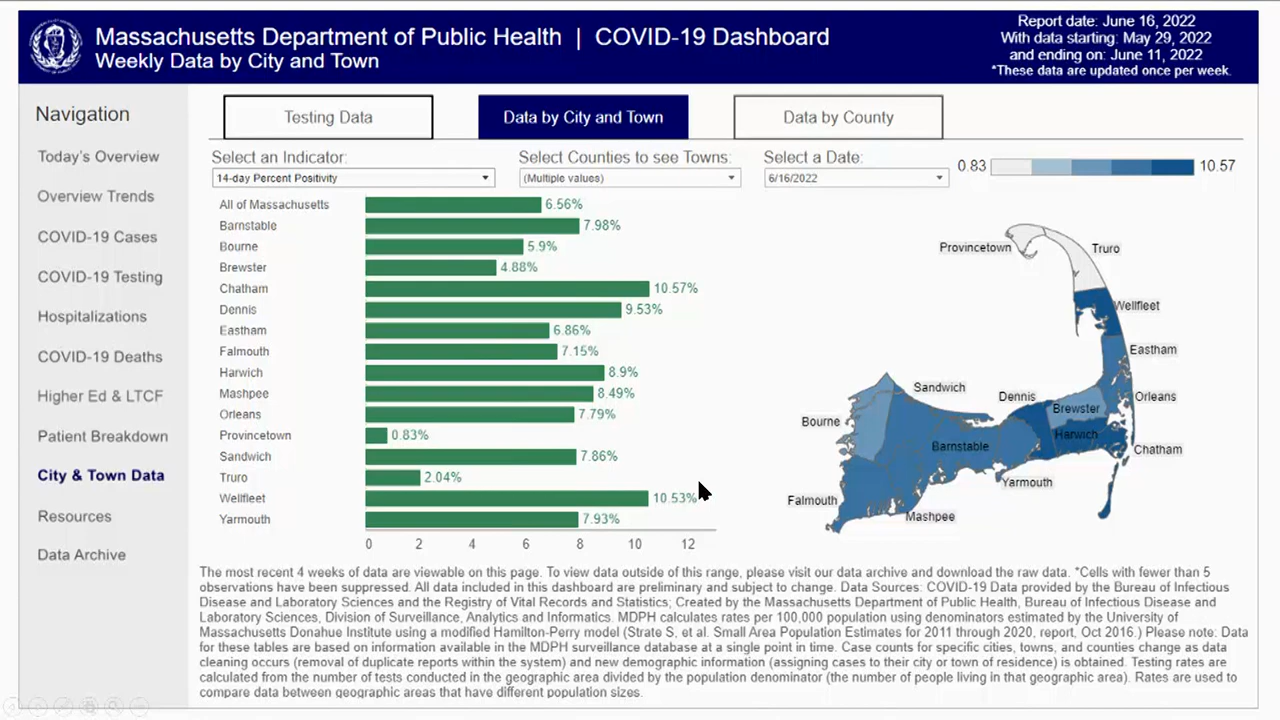 Massachusetts Department of Public Health | COVID-19 Dashboard
Weekly Data by City and Town
Report date: June 16, 2022
With data starting: May 29, 2022
and ending on: June 11, 2022
*These data are updated once per week.
Navigation
Today's Overview
Overview Trends
COVID-19 Cases
COVID-19 Testing
Hospitalizations
COVID-19 Deaths
Higher Ed & LTCF
Patient Breakdown
City & Town Data
Resources
Data Archive
Testing Data
Data by City and Town
Data by County
Select an Indicator:
14-day Percent Positivity
Select Counties to see Towns:
(Multiple values)
Select a Date:
6/16/2022
0.83 10.57
All of Massachusetts 6.56%
Barnstable 7.98%
Bourne 5.9%
Brewster 4.88%
Chatham 10.57%
Dennis 9.53%
Eastham 6.86%
Falmouth 7.15%
Harwich 8.9%
Mashpee 8.49%
Orleans 7.79%
Provincetown 0.83%
Sandwich 7.86%
Truro 2.04%
Wellfleet 10.53%
Yarmouth 7.93%
0 2 4 6 8 10 12
Provincetown
Truro
Wellfleet
Eastham
Sandwich
Dennis
Orleans
Brewster
Bourne
Harwich
Barnstable
Chatham
Yarmouth
Falmouth
Mashpee
The most recent 4 weeks of data are viewable on this page. To view data outside of this range, please visit our data archive and download the raw data. *Cells with fewer than 5
observations have been suppressed. All data included in this dashboard are preliminary and subject to change. Data Sources: COVID-19 Data provided by the Bureau of Infectious
Disease and Laboratory Sciences and the Registry of Vital Records and Statistics; Created by the Massachusetts Department of Public Health, Bureau of Infectious Disease and
Laboratory Sciences, Division of Surveillance, Analytics and Informatics. MDPH calculates rates per 100,000 population using denominators estimated by the University of
Massachusetts Donahue Institute using a modified Hamilton-Perry model (Strate S, et al. Small Area Population Estimates for 2011 through 2020, report, Oct 2016.) Please note: Data
for these tables are based on information available in the MDPH surveillance database at a single point in time. Case counts for specific cities, towns, and counties change as data
cleaning occurs (removal of duplicate reports within the system) and new demographic information (assigning cases to their city or town of residence) is obtained. Testing rates are
calculated from the number of tests conducted in the geographic area divided by the population denominator (the number of people living in that geographic area). Rates are used to
compare data between geographic areas that have different population sizes.